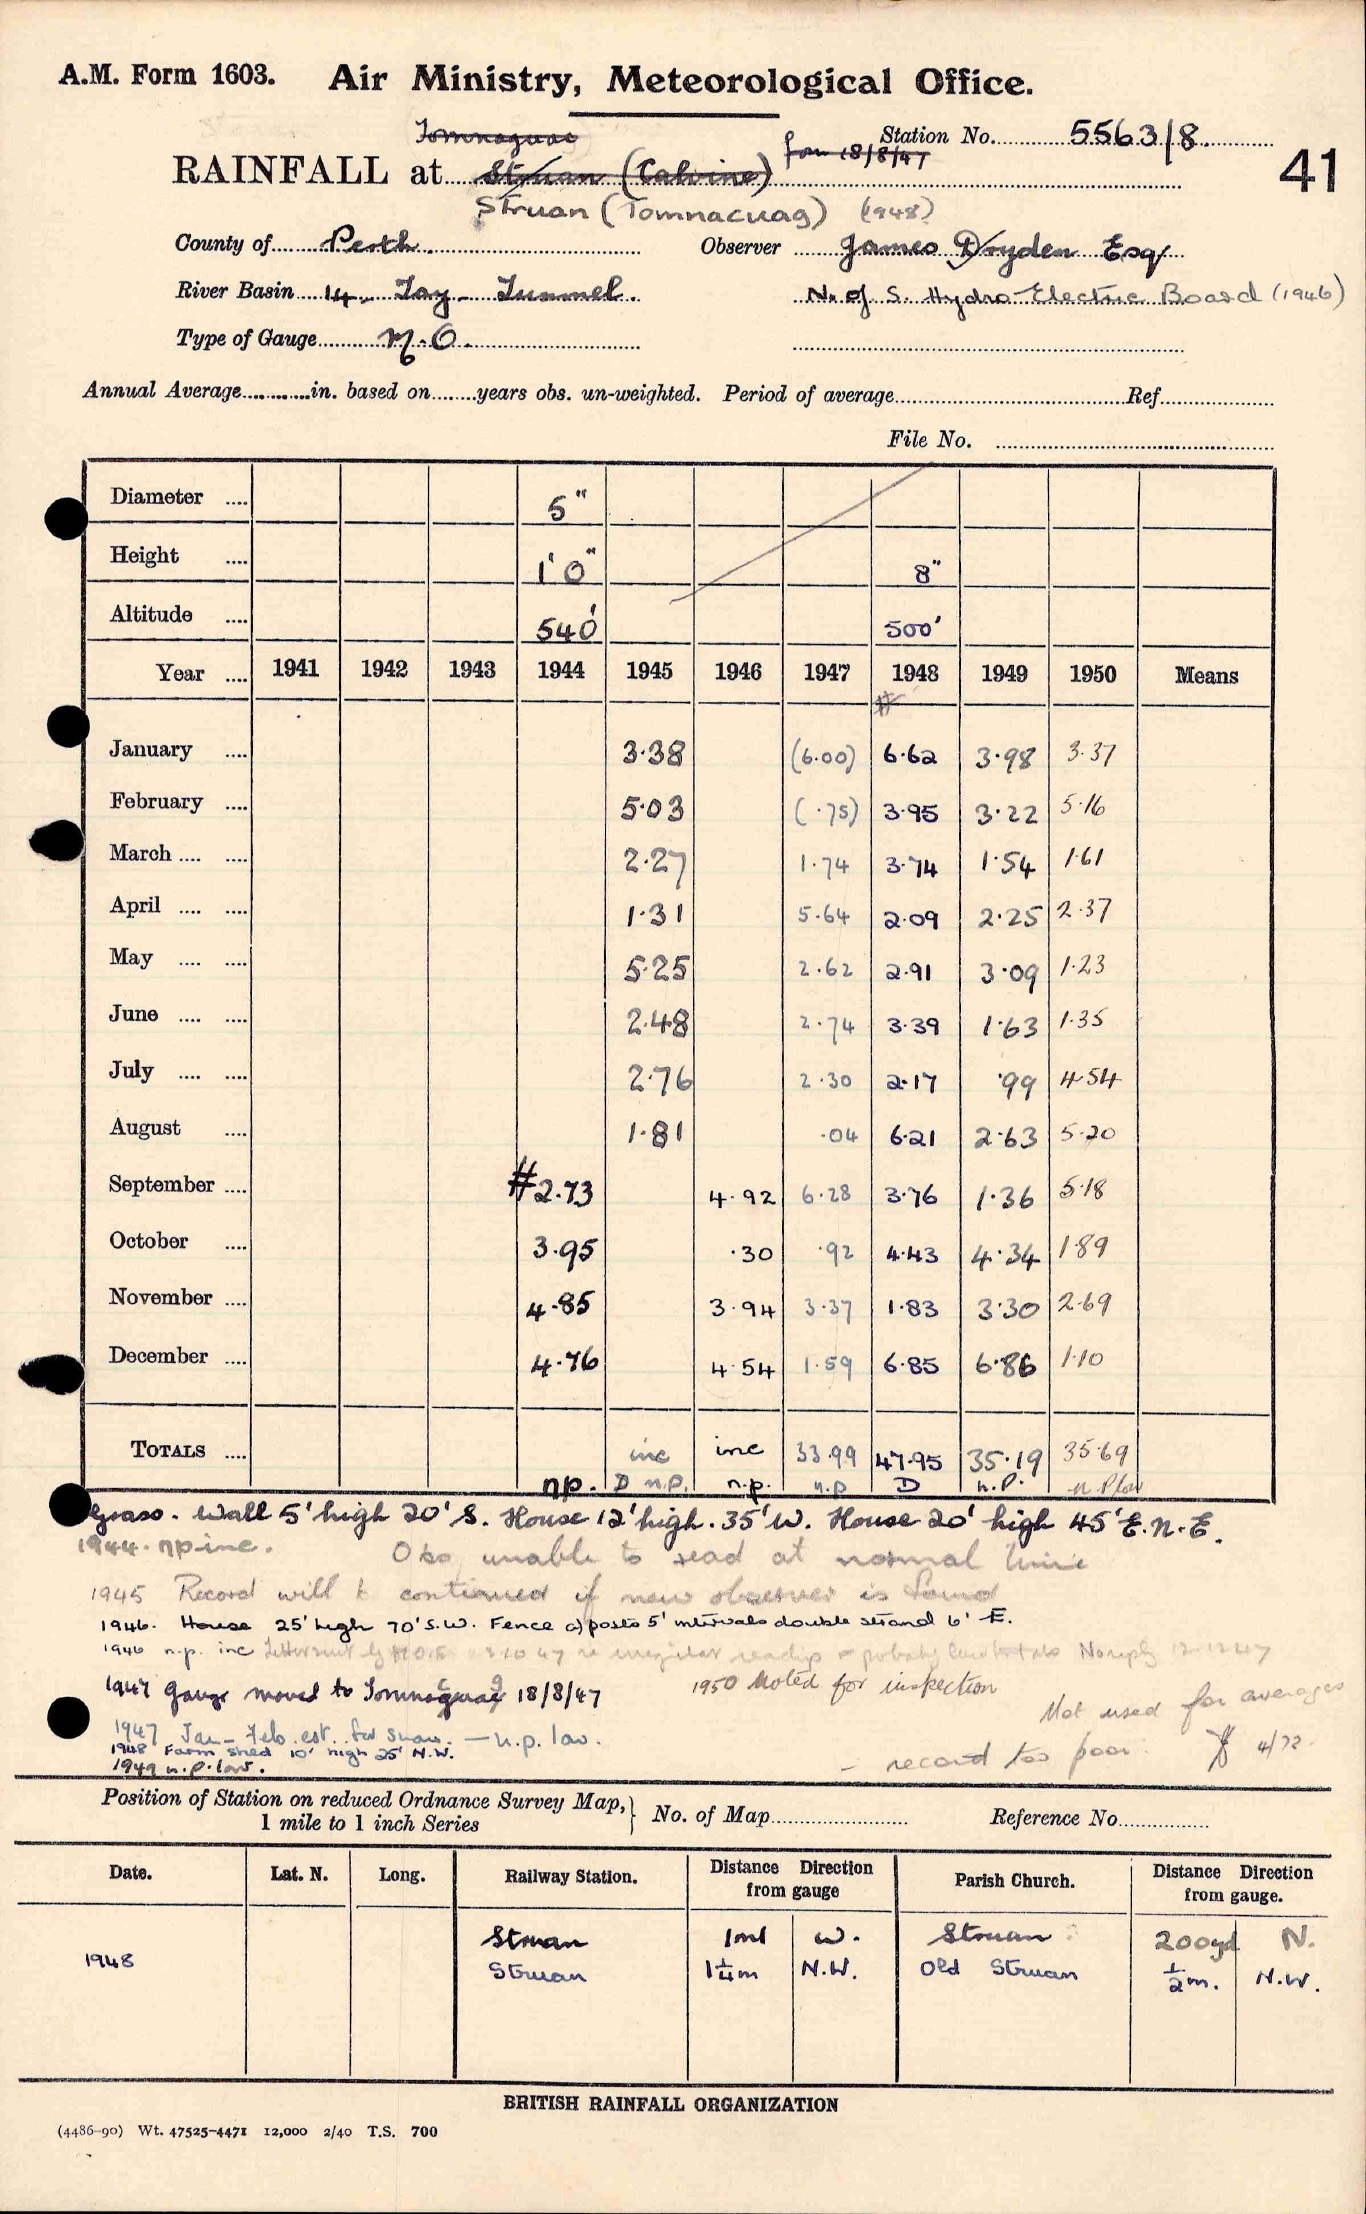 A.M. Form 1603. Air Ministry, Meteorological Office.
Station No. 5563/8
41
Tomnaguac
from 18/8/47
RAINFALL at Struan (Calvine)
Struan (Tomnacuag) (1948)
County of Perth. Observer James Dryden Esq
River Basin 14. Tay - Tummel. N. of S. Hydro-Electric Board (1946)
Type of Gauge M.O.
Annual Average in. based on years obs. un-weighted. Period of average Ref
File No.
Diameter 5"
Height 1'0" 8"
Altitude 540' 500'
Year 1941 1942 1943 1944 1945 1946 1947 1948 1949 1950 Means
#
January 3.38 (6.00) 6.62 3.98 3.37
February 5.03 (.75) 3.95 3.22 5.16
March 2.27 1.74 3.74 1.54 1.61
April 1.31 5.64 2.09 2.25 2.37
May 5.25 2.62 2.91 3.09 1.23
June 2.48 2.74 3.39 1.63 1.35
July 2.76 2.30 2.17 .99 4.54
August 1.81 .04 6.21 2.63 5.20
September #2.73 4.92 6.28 3.76 1.36 5.18
October 3.95 .30 .92 4.43 4.34 1.89
November 4.85 3.94 3.37 1.83 3.30 2.69
December 4.76 4.54 1.59 6.85 6.86 1.10
TOTALS inc inc 33.99 47.95 35.19 35.69
n.p. D n.p. n.p. n.p D n.p. n.p low
Grass. Wall 5' high 20' S. House 12' high. 35' W. House 20' high 45' E.N.E.
1944. np inc. Obs. unable to read at normal time
1945 Record will be continued if new observer is found
1946. House 25' high 70' S.W. Fence of posts 5' intervals double strand 6' E.
1946 n.p. inc No reply 12.12.47
1947 Gauge moved to Tomnacuag 18/8/47 1950 Noted for inspection
Not used for averages
1947 Jan - Feb. est. for snow. - n.p. low.
- record too poor. 4/72
1948 Farm shed 10' high 25' N.W.
1949 n.p. low.
Position of Station on reduced Ordnance Survey Map, 1 mile to 1 inch Series } No. of Map Reference No
Date. Lat. N. Long. Railway Station. Distance Direction from gauge Parish Church. Distance Direction from gauge.
Struan 1ml W. Struan 200yd N.
1948 Struan 1¼m N.W. Old Struan ½m. N.W.
BRITISH RAINFALL ORGANIZATION
(4486-90) Wt. 47525-4471 12,000 2/40 T.S. 700